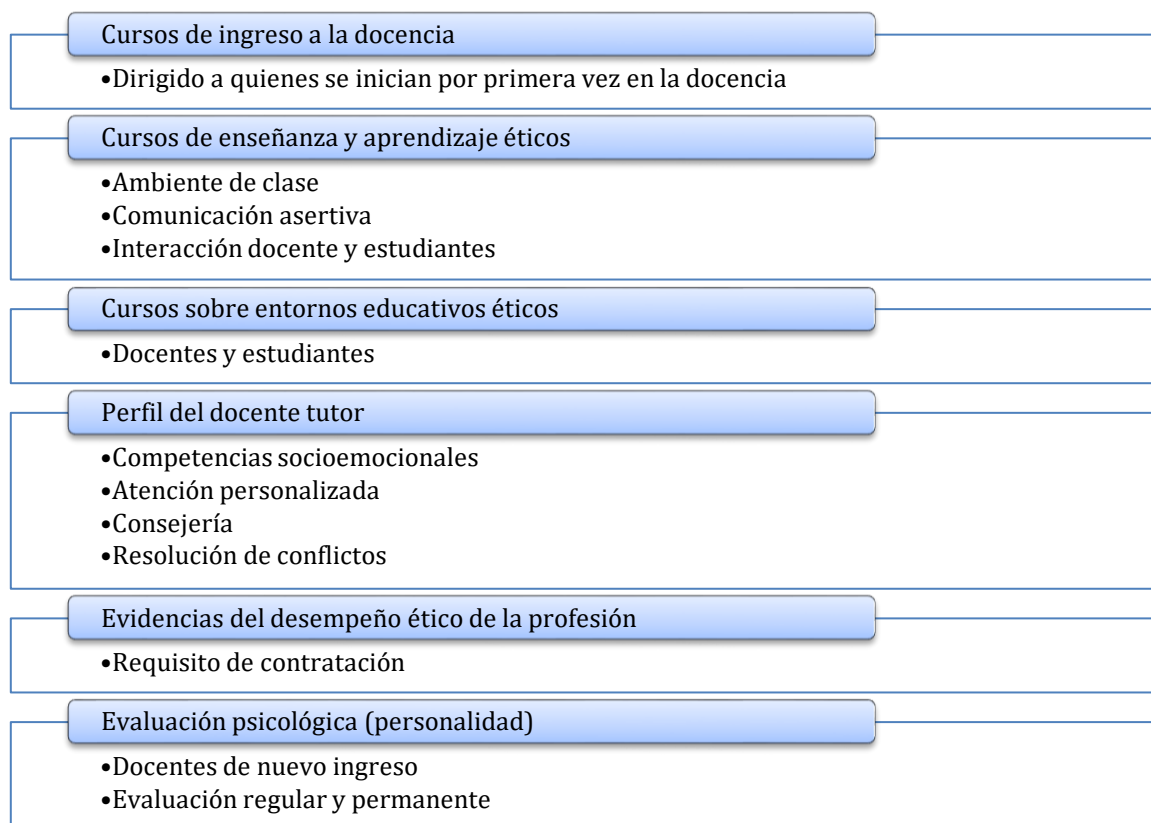 Cursos de ingreso a la docencia
•Dirigido a quienes se inician por primera vez en la docencia
Cursos de enseñanza y aprendizaje éticos
•Ambiente de clase
•Comunicación asertiva
•Interacción docente y estudiantes
Cursos sobre entornos educativos éticos
•Docentes y estudiantes
Perfil del docente tutor
•Competencias socioemocionales
•Atención personalizada
•Consejería
•Resolución de conflictos
Evidencias del desempeño ético de la profesión
•Requisito de contratación
Evaluación psicológica (personalidad)
•Docentes de nuevo ingreso
•Evaluación regular y permanente